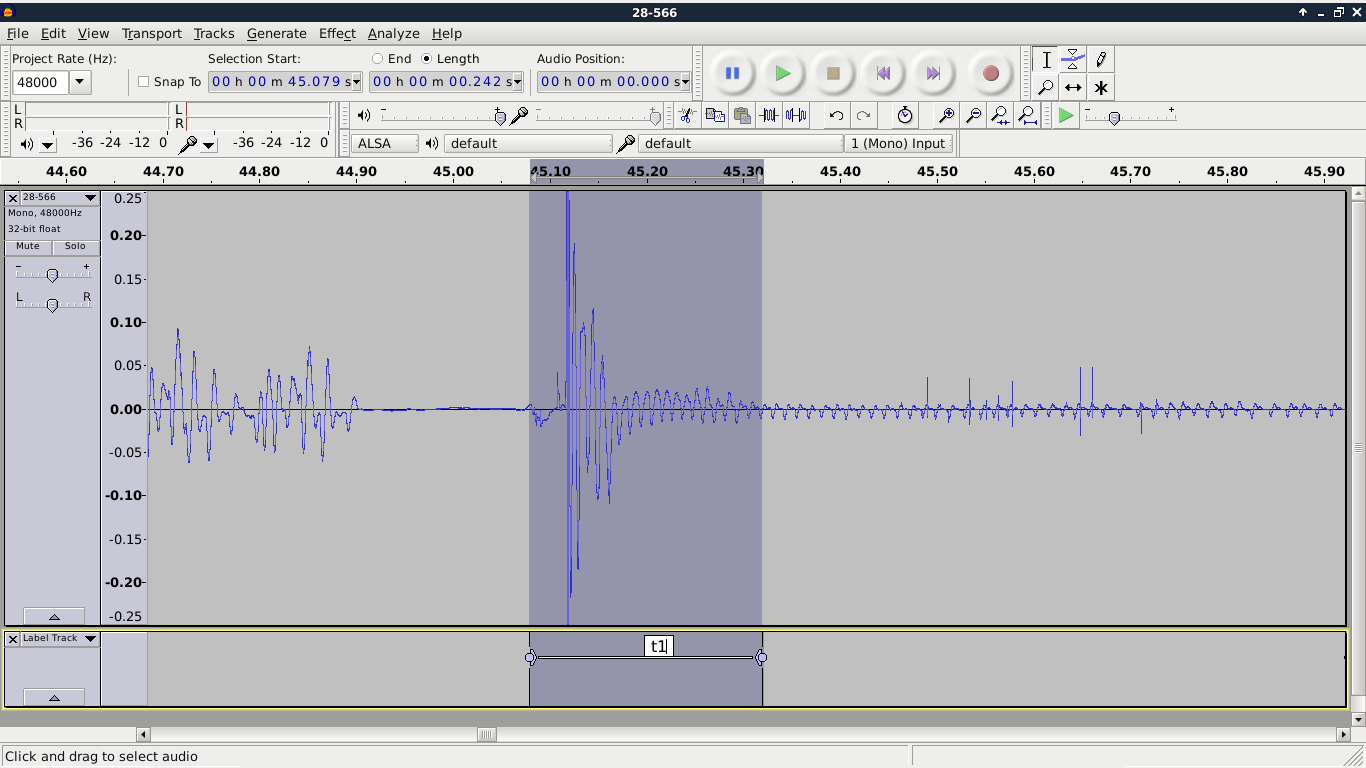 28-566
File Edit View Transport Tracks Generate Effect Analyze Help
Project Rate (Hz): Selection Start: End Length Audio Position:
48000 Snap To 00 h 00 m 45.079 s 00 h 00 m 00.242 s 00 h 00 m 00.000 s
L L
R R
-36 -24 -12 0 -36 -24 -12 0
ALSA default default 1 (Mono) Input
44.60 44.70 44.80 44.90 45.00 45.10 45.20 45.30 45.40 45.50 45.60 45.70 45.80 45.90
28-566
Mono, 48000Hz
32-bit float
Mute Solo
- +
L R
0.25
0.20
0.15
0.10
0.05
0.00
-0.05
-0.10
-0.15
-0.20
-0.25
Label Track
t1
Click and drag to select audio